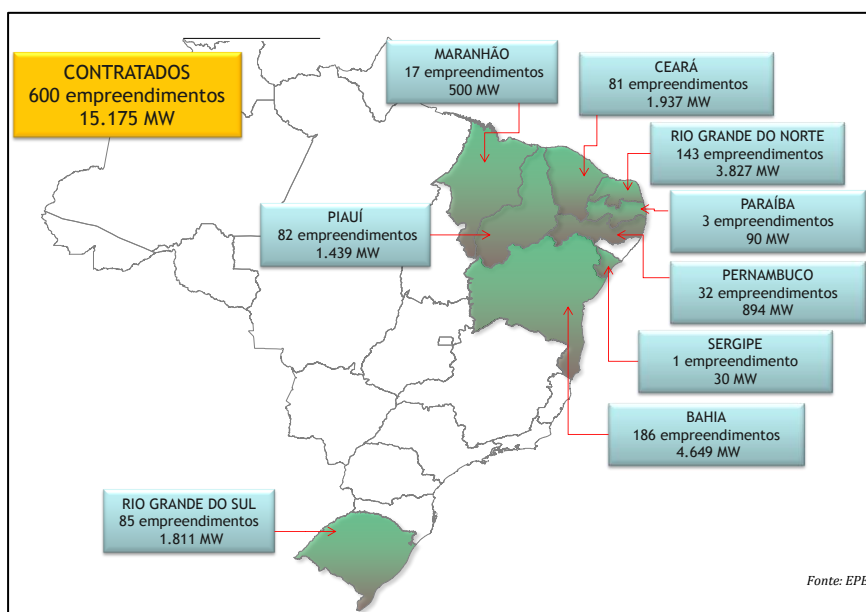 CONTRATADOS
600 empreendimentos
15.175 MW
MARANHÃO
17 empreendimentos
500 MW
CEARÁ
81 empreendimentos
1.937 MW
RIO GRANDE DO NORTE
143 empreendimentos
3.827 MW
PIAUÍ
82 empreendimentos
1.439 MW
PARAÍBA
3 empreendimentos
90 MW
PERNAMBUCO
32 empreendimentos
894 MW
SERGIPE
1 empreendimento
30 MW
BAHIA
186 empreendimentos
4.649 MW
RIO GRANDE DO SUL
85 empreendimentos
1.811 MW
Fonte: EPE